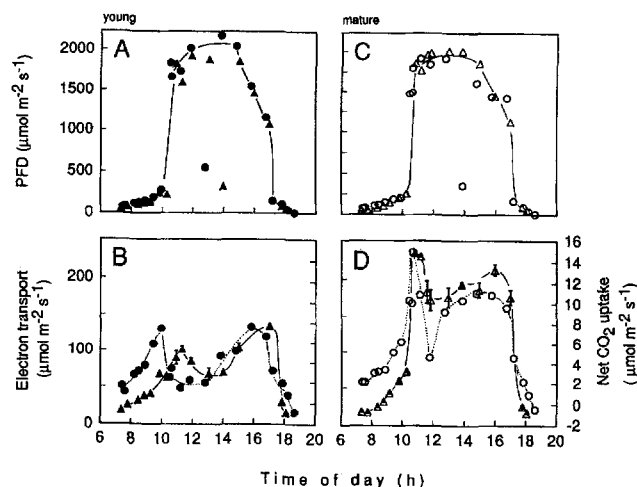 young
mature
A
C
2000
1500
1000
500
0
PFD (μmol m-2 s-1)
B
D
200
100
0
Electron transport
(μmol m-2 s-1)
16
14
12
10
8
6
4
2
0
-2
Net CO2 uptake
(μmol m-2 s-1)
6 8 10 12 14 16 18 20
6 8 10 12 14 16 18 20
Time of day (h)